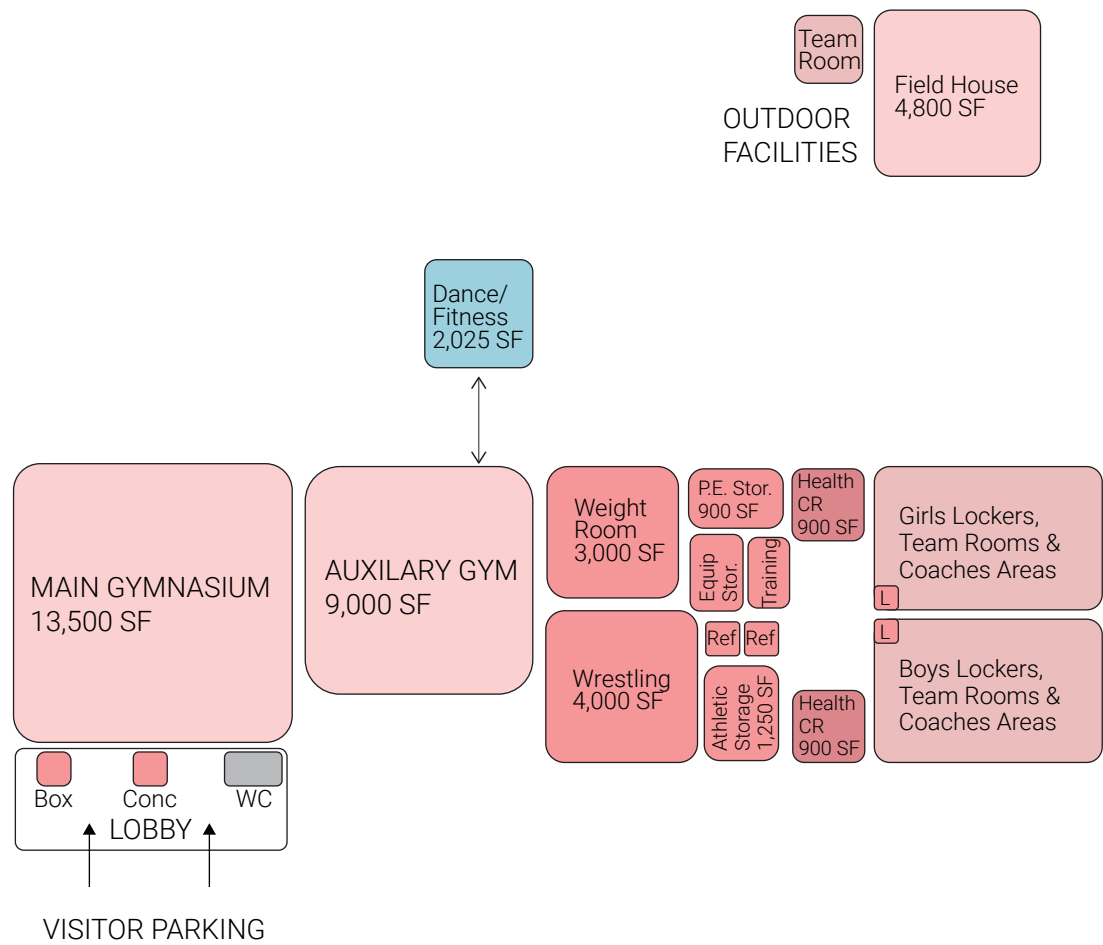 Team
Room
Field House
4,800 SF
OUTDOOR
FACILITIES
Dance/
Fitness
2,025 SF
MAIN GYMNASIUM
13,500 SF
AUXILARY GYM
9,000 SF
Weight
Room
3,000 SF
P.E. Stor.
900 SF
Health
CR
900 SF
Girls Lockers,
Team Rooms &
Coaches Areas
L
Equip
Stor.
Training
Ref
Ref
Wrestling
4,000 SF
Athletic
Storage
1,250 SF
Health
CR
900 SF
L
Boys Lockers,
Team Rooms &
Coaches Areas
Box
Conc
WC
LOBBY
VISITOR PARKING